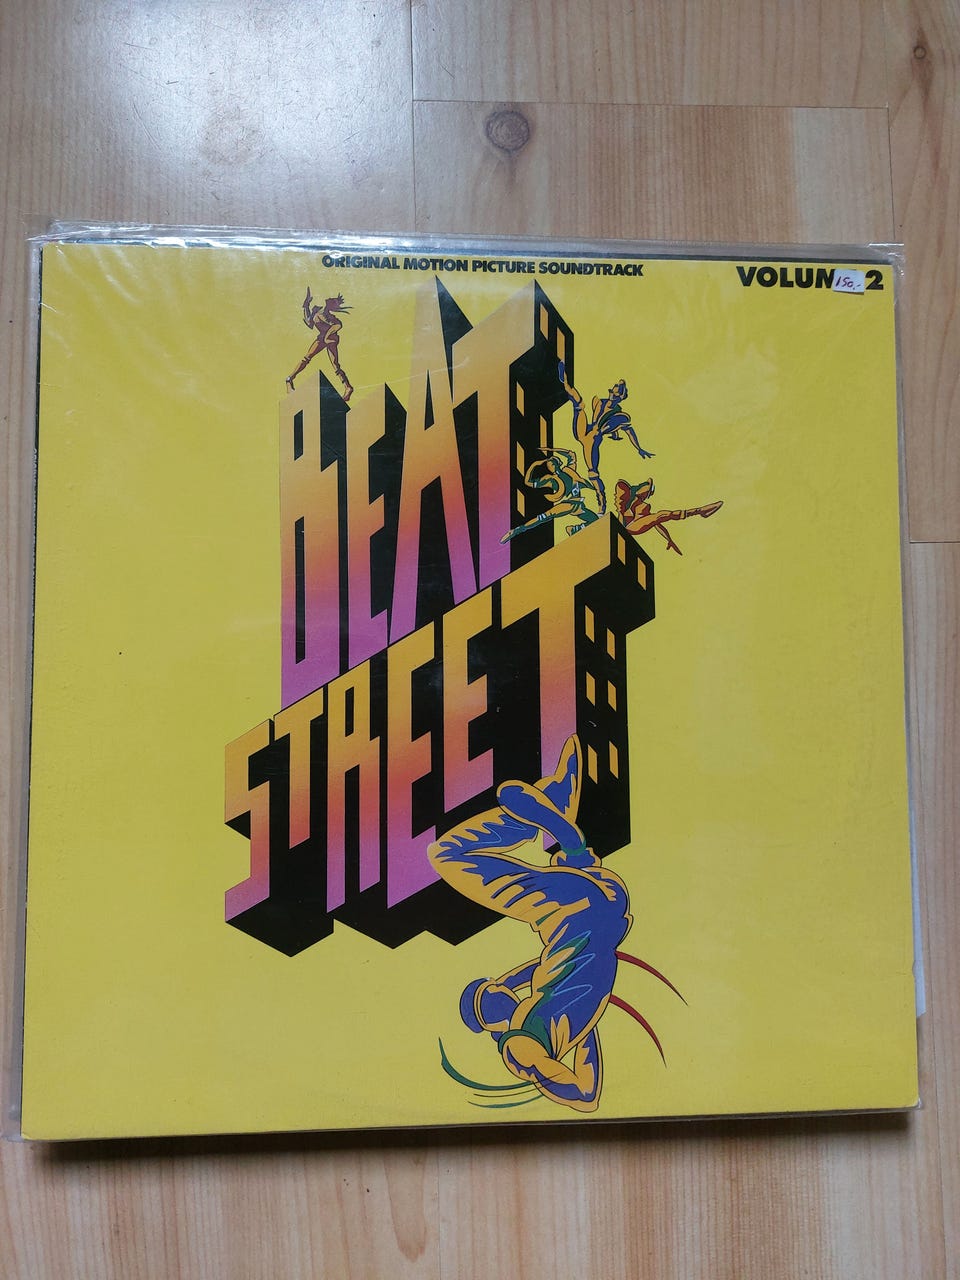 ORIGINAL MOTION PICTURE SOUNDTRACK
VOLUM 2
150,-
BEAT
STREET